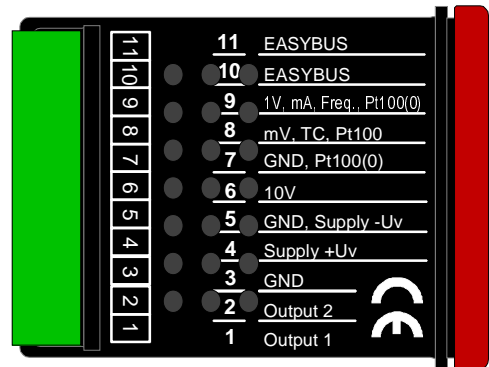 11 11 EASYBUS
10 10 EASYBUS
9 9 1V, mA, Freq., Pt100(0)
8 8 mV, TC, Pt100
7 7 GND, Pt100(0)
6 6 10V
5 5 GND, Supply -Uv
4 4 Supply +Uv
3 3 GND
2 2 Output 2
1 1 Output 1
CE